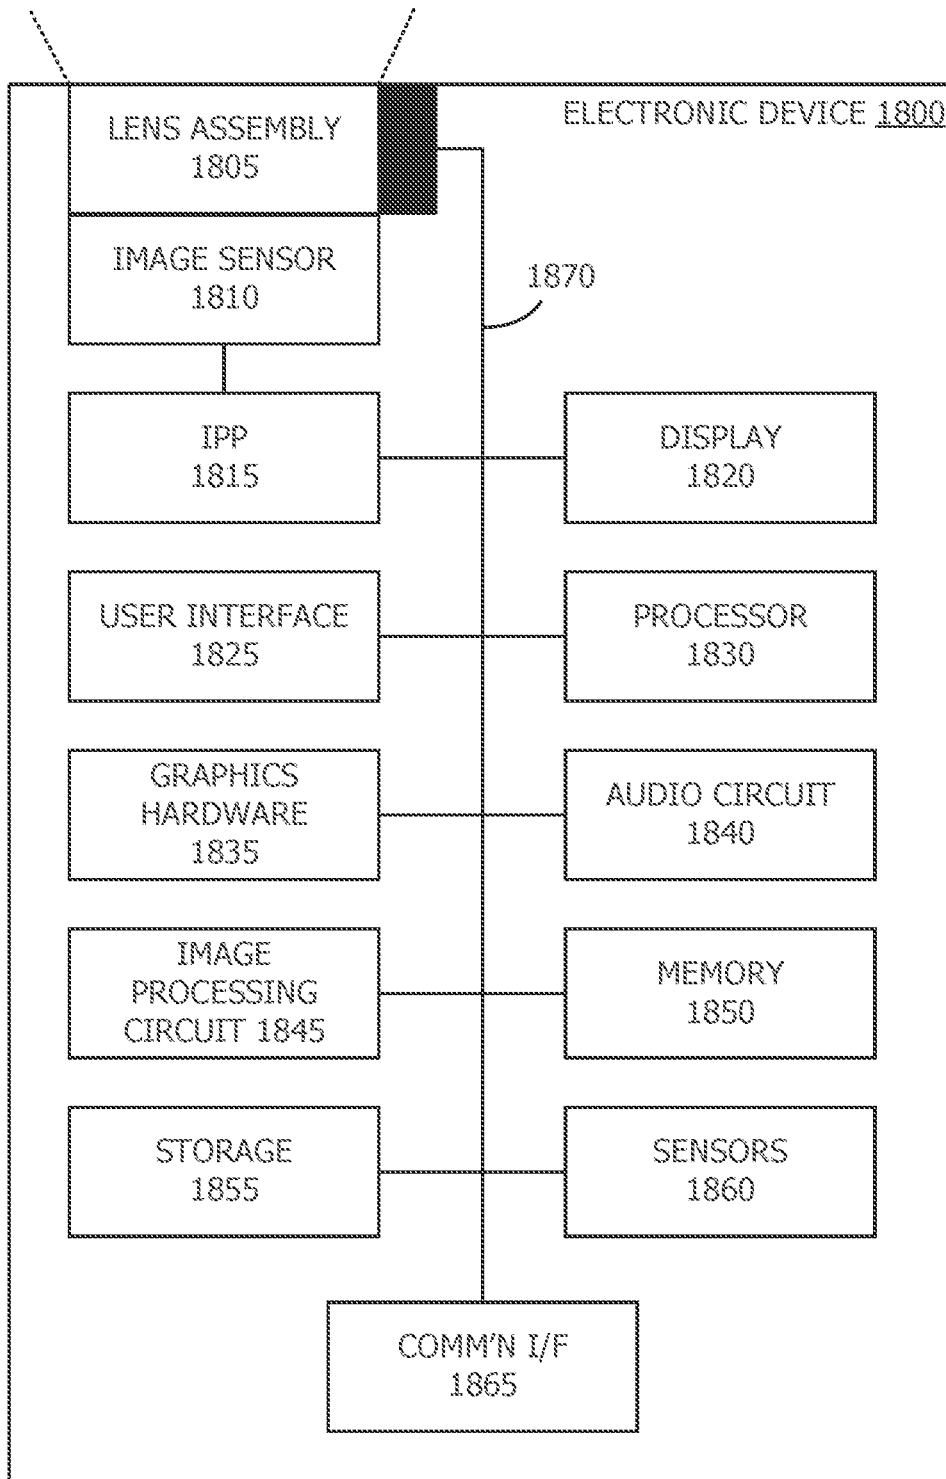 ELECTRONIC DEVICE 1800
LENS ASSEMBLY
1805
IMAGE SENSOR
1810
1870
IPP
1815
DISPLAY
1820
USER INTERFACE
1825
PROCESSOR
1830
GRAPHICS
HARDWARE
1835
AUDIO CIRCUIT
1840
IMAGE
PROCESSING
CIRCUIT 1845
MEMORY
1850
STORAGE
1855
SENSORS
1860
COMM'N I/F
1865